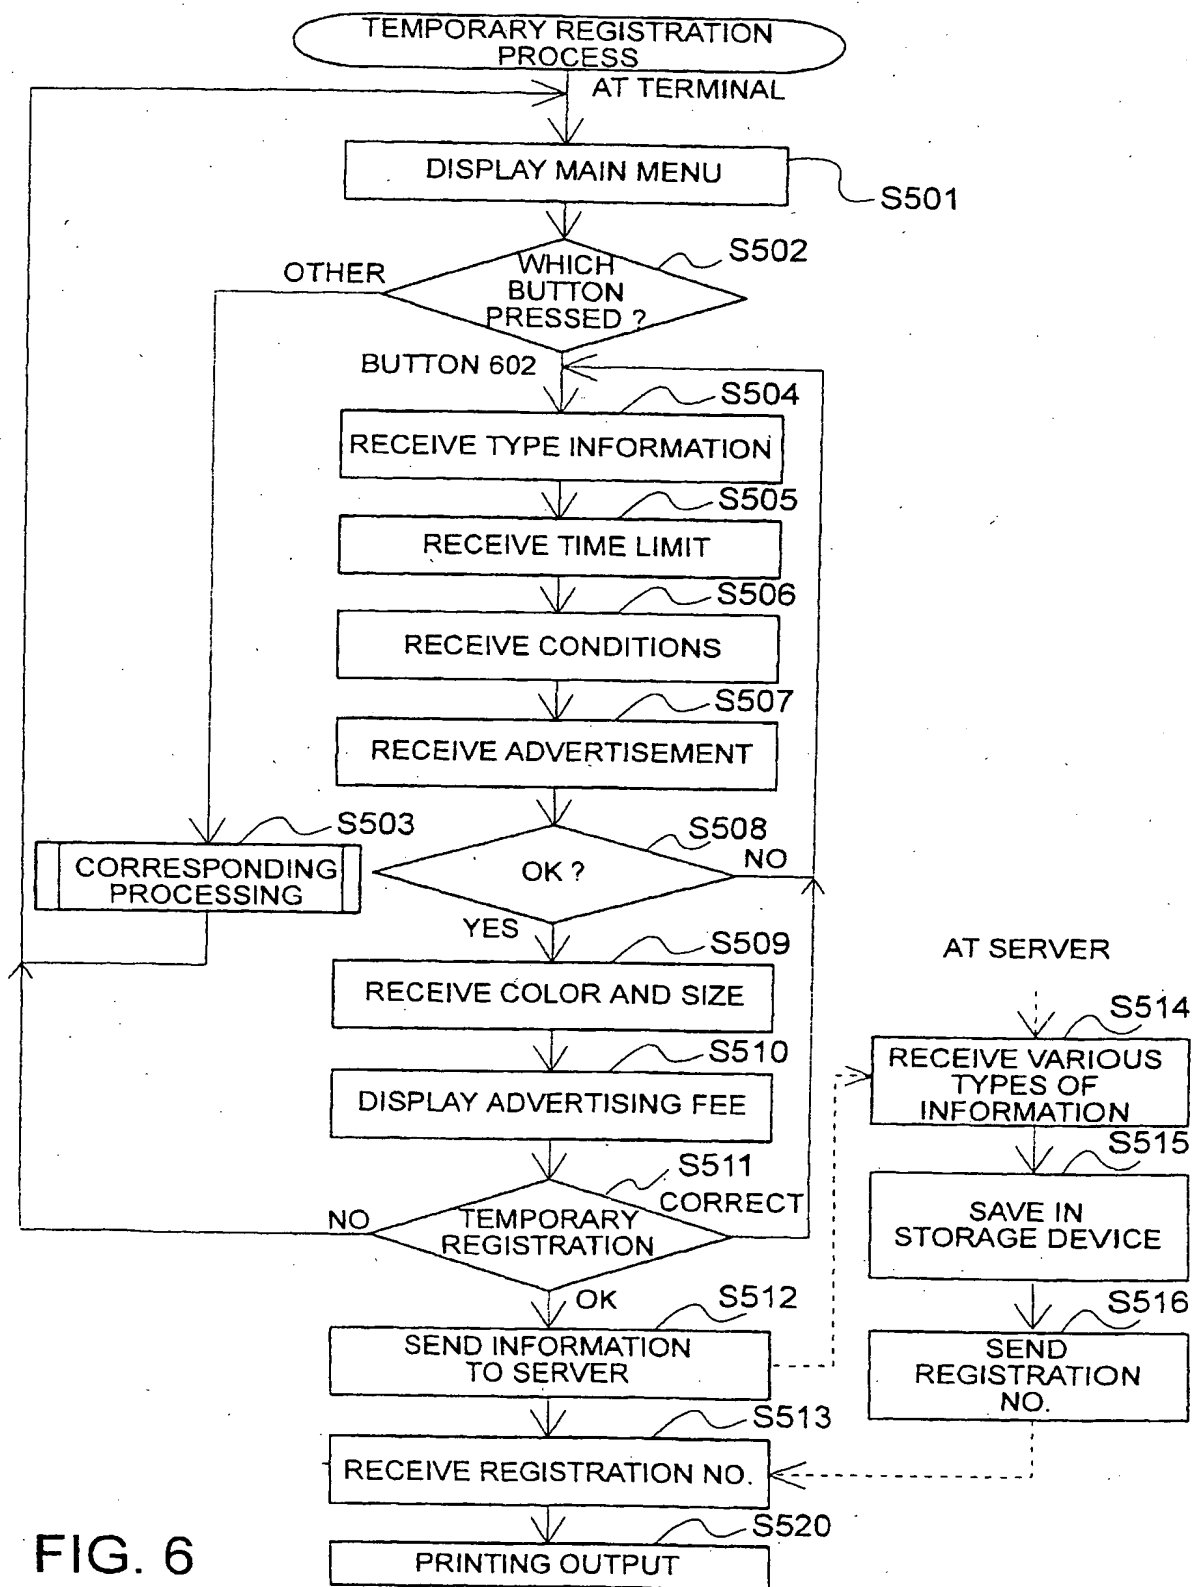 TEMPORARY REGISTRATION
PROCESS
AT TERMINAL
DISPLAY MAIN MENU
S501
WHICH
BUTTON
PRESSED ?
S502
OTHER
BUTTON 602
S504
RECEIVE TYPE INFORMATION
S505
RECEIVE TIME LIMIT
S506
RECEIVE CONDITIONS
S507
RECEIVE ADVERTISEMENT
S503
CORRESPONDING
PROCESSING
S508
OK ?
NO
YES
S509
RECEIVE COLOR AND SIZE
S510
DISPLAY ADVERTISING FEE
S511
TEMPORARY
REGISTRATION
NO
CORRECT
OK
S512
SEND INFORMATION
TO SERVER
S513
RECEIVE REGISTRATION NO.
S520
PRINTING OUTPUT
AT SERVER
S514
RECEIVE VARIOUS
TYPES OF
INFORMATION
S515
SAVE IN
STORAGE DEVICE
S516
SEND
REGISTRATION
NO.
FIG. 6